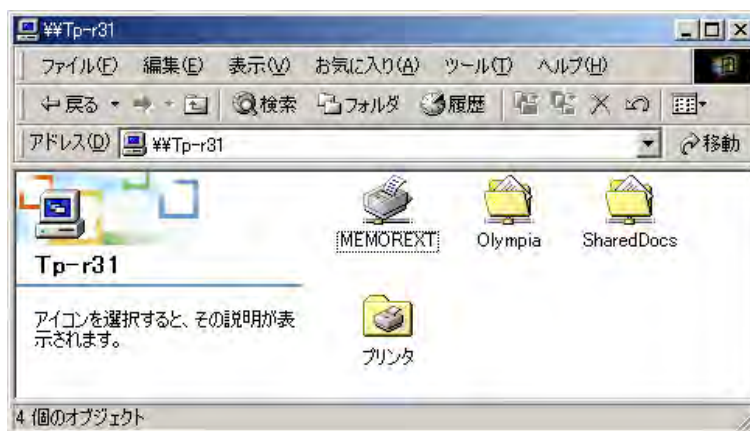 ¥¥Tp-r31
ファイル(F) 編集(E) 表示(V) お気に入り(A) ツール(T) ヘルプ(H)
戻る 検索 フォルダ 履歴
アドレス(D) ¥¥Tp-r31 移動
MEMOREXT Olympia SharedDocs
Tp-r31
アイコンを選択すると、その説明が表
示されます。
プリンタ
4 個のオブジェクト